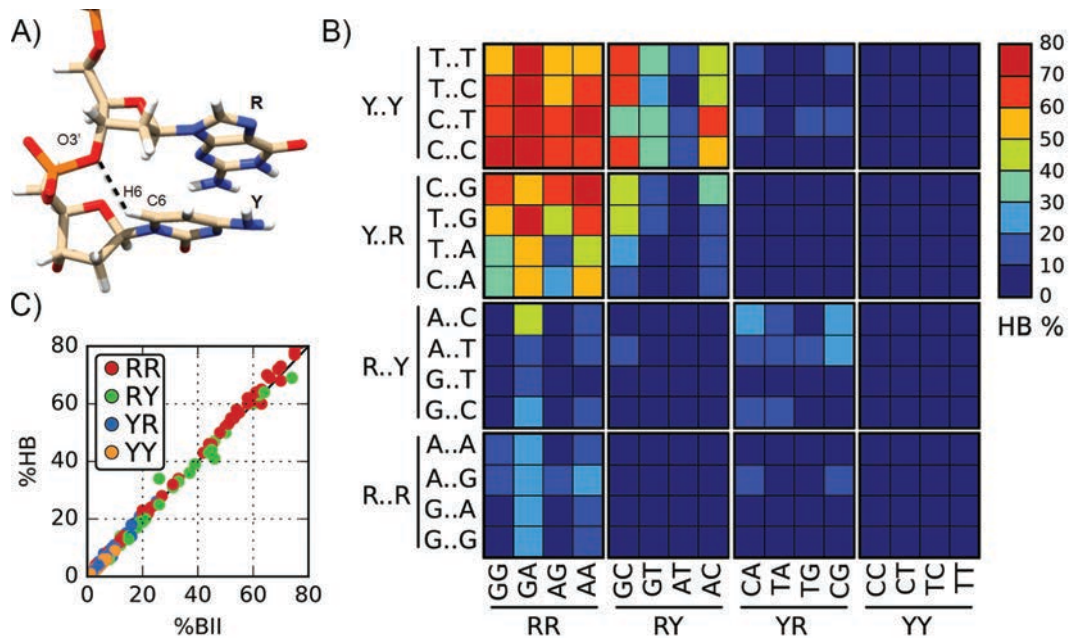 A)
R
O3'
H6
C6
Y
B)
Y..Y
T..T
T..C
C..T
C..C
Y..R
C..G
T..G
T..A
C..A
R..Y
A..C
A..T
G..T
G..C
R..R
A..A
A..G
G..A
G..G
GG GA AG AA GC GT AT AC CA TA TG CG CC CT TC TT
RR RY YR YY
80
70
60
50
40
30
20
10
0
HB %
C)
80
60
40
20
0
%HB
RR
RY
YR
YY
0 20 40 60 80
%BII